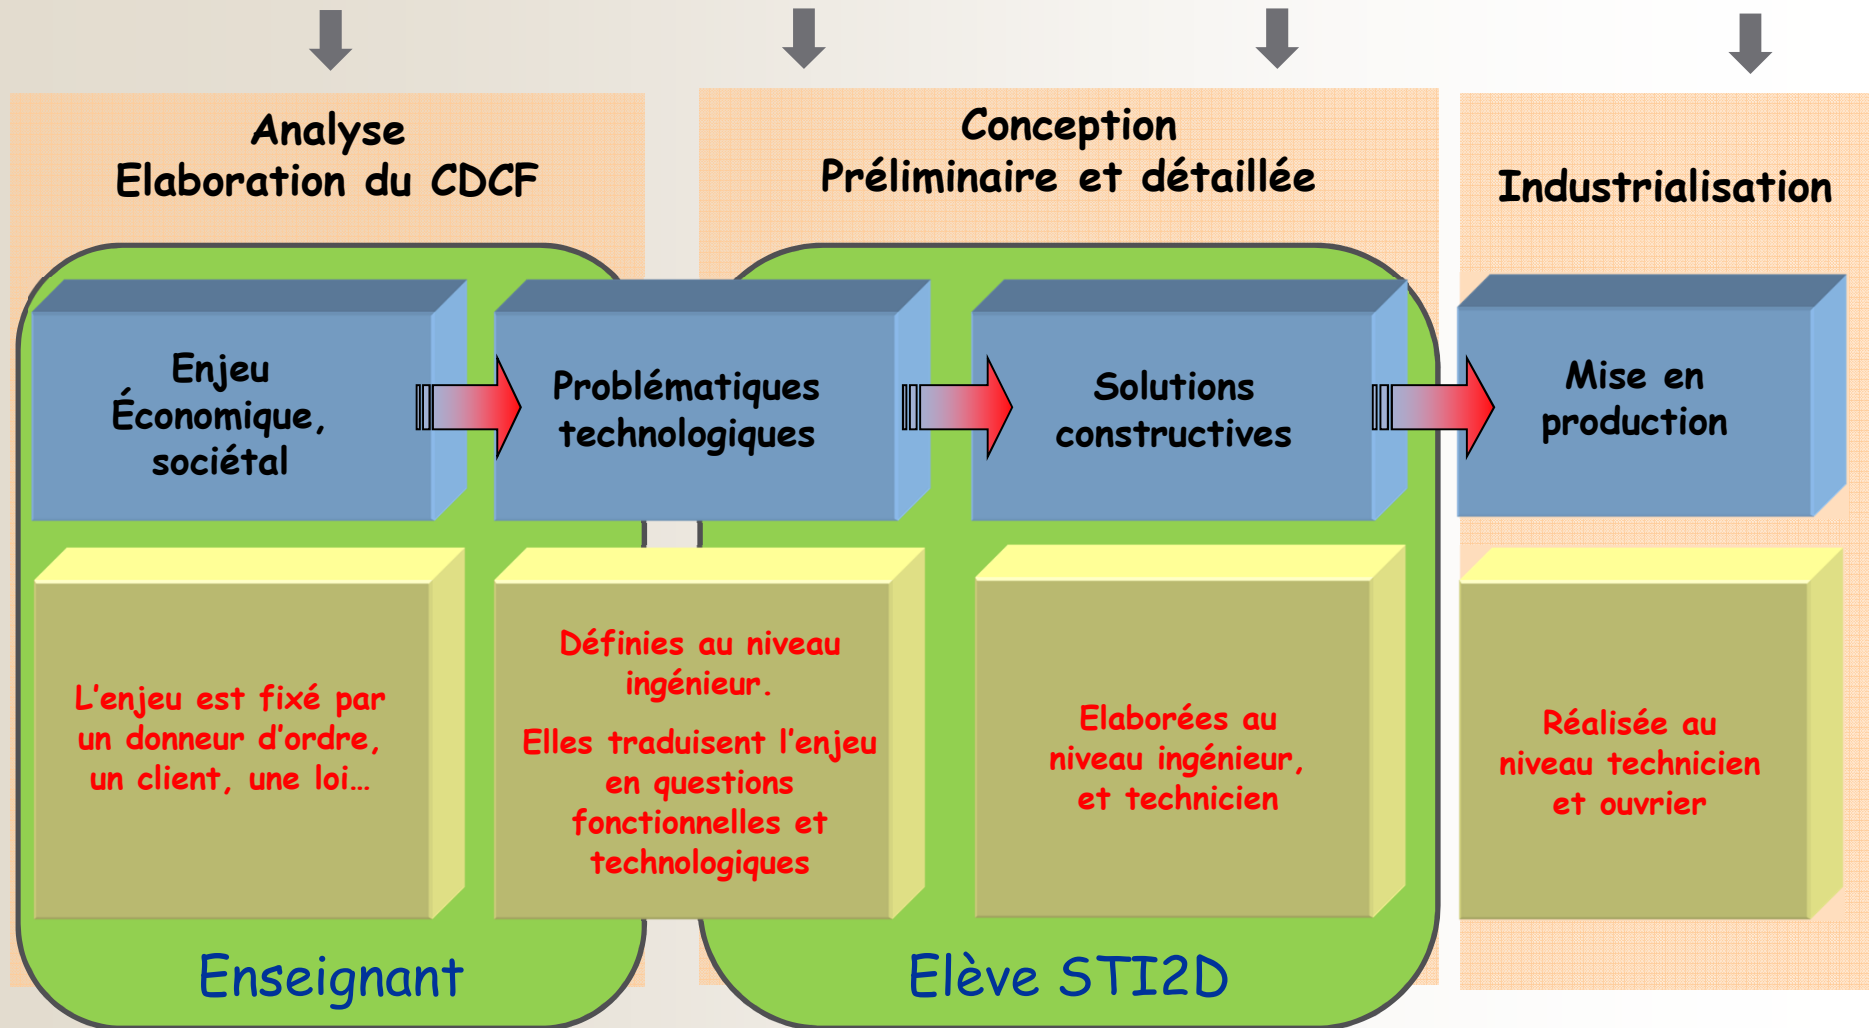 Analyse
Elaboration du CDCF
Conception
Préliminaire et détaillée
Industrialisation
Enjeu
Économique,
sociétal
Problématiques
technologiques
Solutions
constructives
Mise en
production
L'enjeu est fixé par
un donneur d'ordre,
un client, une loi…
Définies au niveau
ingénieur.
Elles traduisent l'enjeu
en questions
fonctionnelles et
technologiques
Elaborées au
niveau ingénieur,
et technicien
Réalisée au
niveau technicien
et ouvrier
Enseignant
Elève STI2D